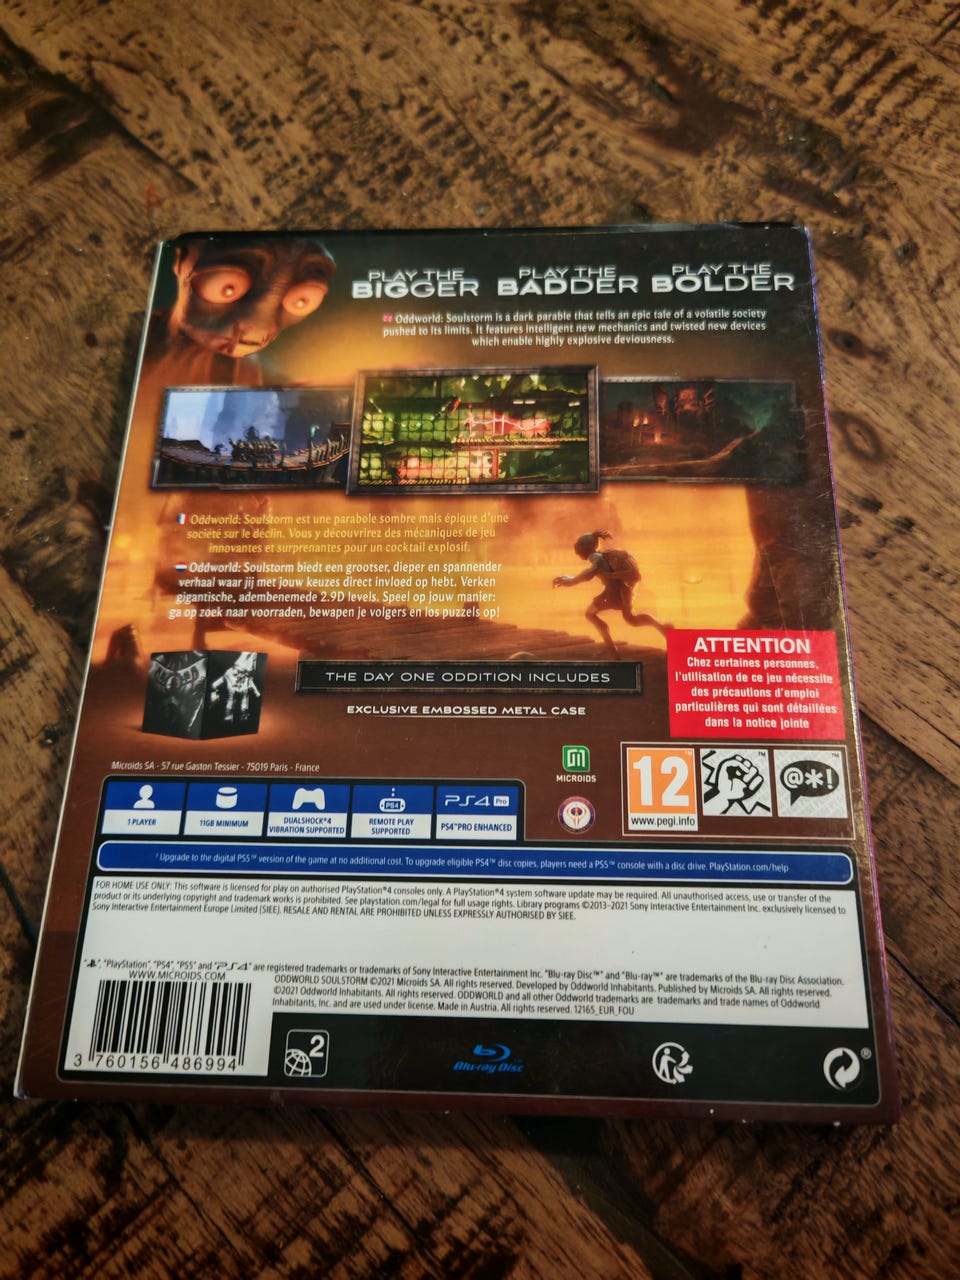 PLAY THE
BIGGER
PLAY THE
BADDER
PLAY THE
BOLDER
Oddworld: Soulstorm is a dark parable that tells an epic tale of a volatile society
pushed to its limits. It features intelligent new mechanics and twisted new devices
which enable highly explosive deviousness.
Oddworld: Soulstorm est une parabole sombre mais épique d'une
société sur le déclin. Vous y découvrirez des mécaniques de jeu
innovantes et surprenantes pour un cocktail explosif.
Oddworld: Soulstorm biedt een grootser, dieper en spannender
verhaal waar jij met jouw keuzes direct invloed op hebt. Verken
gigantische, adembenemede 2.9D levels. Speel op jouw manier:
ga op zoek naar voorraden, bewapen je volgers en los puzzels op!
ATTENTION
Chez certaines personnes,
l'utilisation de ce jeu nécessite
des précautions d'emploi
particulières qui sont détaillées
dans la notice jointe
THE DAY ONE ODDITION INCLUDES
EXCLUSIVE EMBOSSED METAL CASE
Microids SA - 57 rue Gaston Tessier - 75019 Paris - France
MICROIDS
12
www.pegi.info
@*!
TM
TM
TM
1 PLAYER
11GB MINIMUM
DUALSHOCK®4
VIBRATION SUPPORTED
PS4
REMOTE PLAY
SUPPORTED
PS4 Pro
PS4™PRO ENHANCED
¹ Upgrade to the digital PS5™ version of the game at no additional cost. To upgrade eligible PS4™ disc copies, players need a PS5™ console with a disc drive. PlayStation.com/help
FOR HOME USE ONLY: This software is licensed for play on authorised PlayStation®4 consoles only. A PlayStation®4 system software update may be required. All unauthorised access, use or transfer of the
product or its underlying copyright and trademark works is prohibited. See playstation.com/legal for full usage rights. Library programs ©2013-2021 Sony Interactive Entertainment Inc. exclusively licensed to
Sony Interactive Entertainment Europe Limited (SIEE). RESALE AND RENTAL ARE PROHIBITED UNLESS EXPRESSLY AUTHORISED BY SIEE.
" ", "PlayStation", "PS4", "PS5" and "PS4" are registered trademarks or trademarks of Sony Interactive Entertainment Inc. "Blu-ray Disc™" and "Blu-ray™" are trademarks of the Blu-ray Disc Association.
WWW.MICROIDS.COM
ODDWORLD SOULSTORM ©2021 Microids SA. All rights reserved. Developed by Oddworld Inhabitants. Published by Microids SA. All rights reserved.
©2021 Oddworld Inhabitants. All rights reserved. ODDWORLD and all other Oddworld trademarks are trademarks and trade names of Oddworld
Inhabitants, Inc. and are used under license. Made in Austria. All rights reserved. 12165_EUR_FOU
3 760156 486994
2
Blu-ray Disc
®